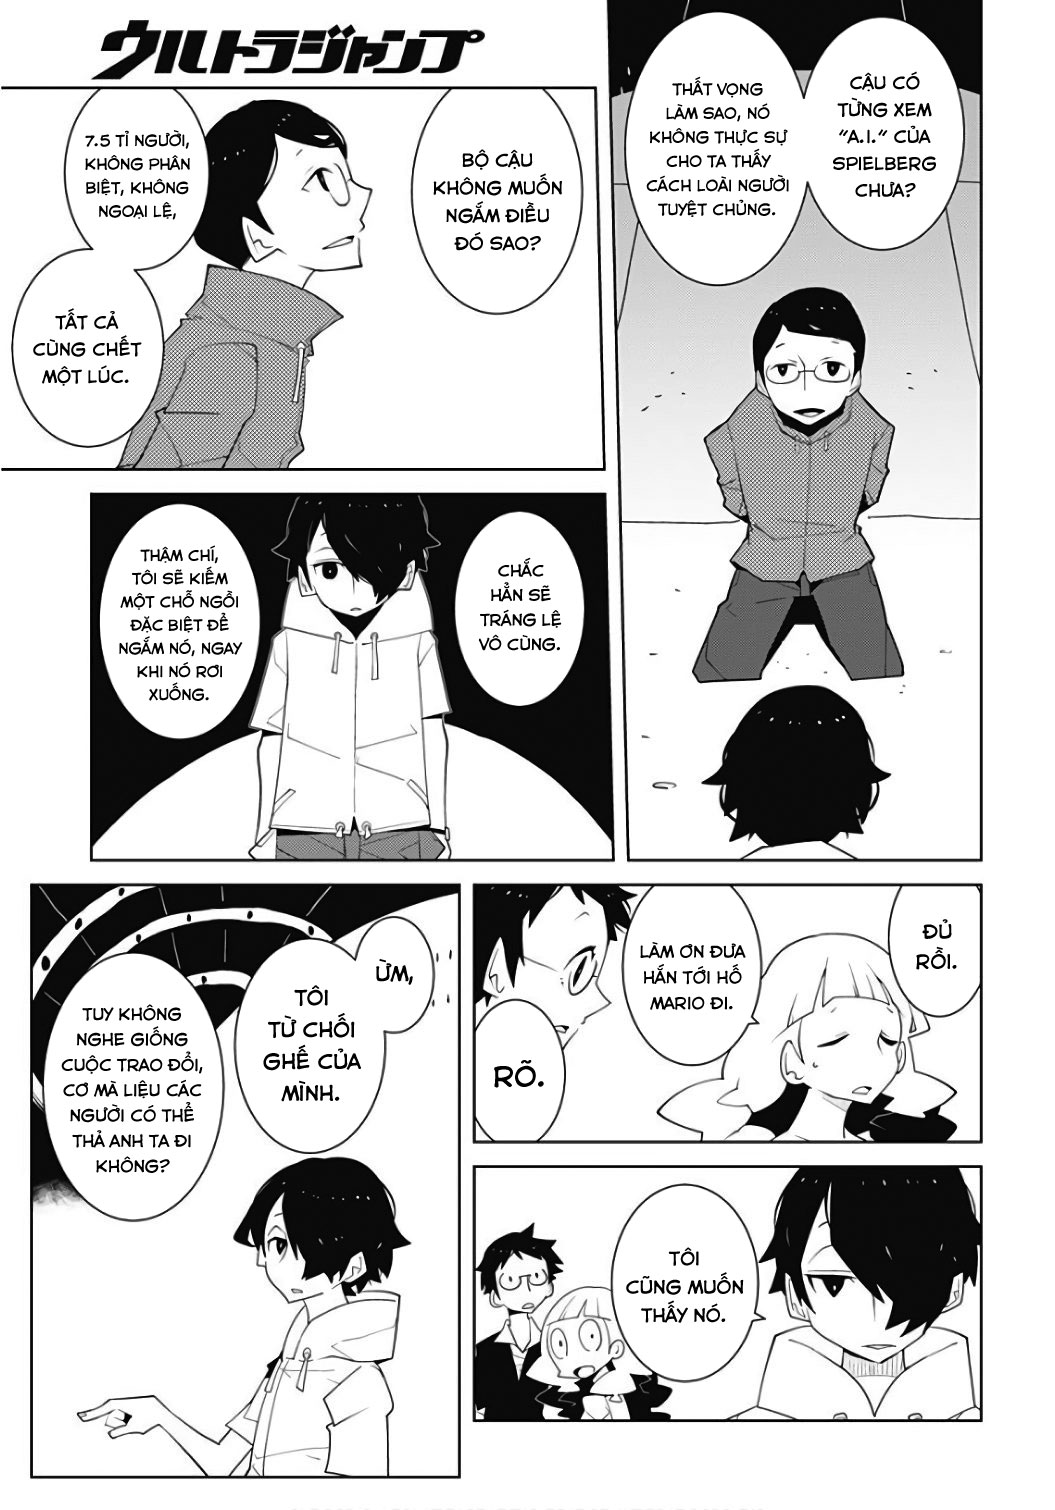 ウルトラジャンプ
CẬU CÓ
TỪNG XEM
"A.I." CỦA
SPIELBERG
CHƯA?
THẤT VỌNG
LÀM SAO, NÓ
KHÔNG THỰC SỰ
CHO TA THẤY
CÁCH LOÀI NGƯỜI
TUYỆT CHỦNG.
BỘ CẬU
KHÔNG MUỐN
NGẮM ĐIỀU
ĐÓ SAO?
7.5 TỈ NGƯỜI,
KHÔNG PHÂN
BIỆT, KHÔNG
NGOẠI LỆ,
TẤT CẢ
CÙNG CHẾT
MỘT LÚC.
CHẮC
HẲN SẼ
TRÁNG LỆ
VÔ CÙNG.
THẬM CHÍ,
TÔI SẼ KIẾM
MỘT CHỖ NGỒI
ĐẶC BIỆT ĐỂ
NGẮM NÓ, NGAY
KHI NÓ RƠI
XUỐNG.
ĐỦ
RỒI.
LÀM ƠN ĐƯA
HẮN TỚI HỐ
MARIO ĐI.
RÕ.
TÔI
CŨNG MUỐN
THẤY NÓ.
ỪM,
TÔI
TỪ CHỐI
GHẾ CỦA
MÌNH.
TUY KHÔNG
NGHE GIỐNG
CUỘC TRAO ĐỔI,
CƠ MÀ LIỆU CÁC
NGƯỜI CÓ THỂ
THẢ ANH TA ĐI
KHÔNG?